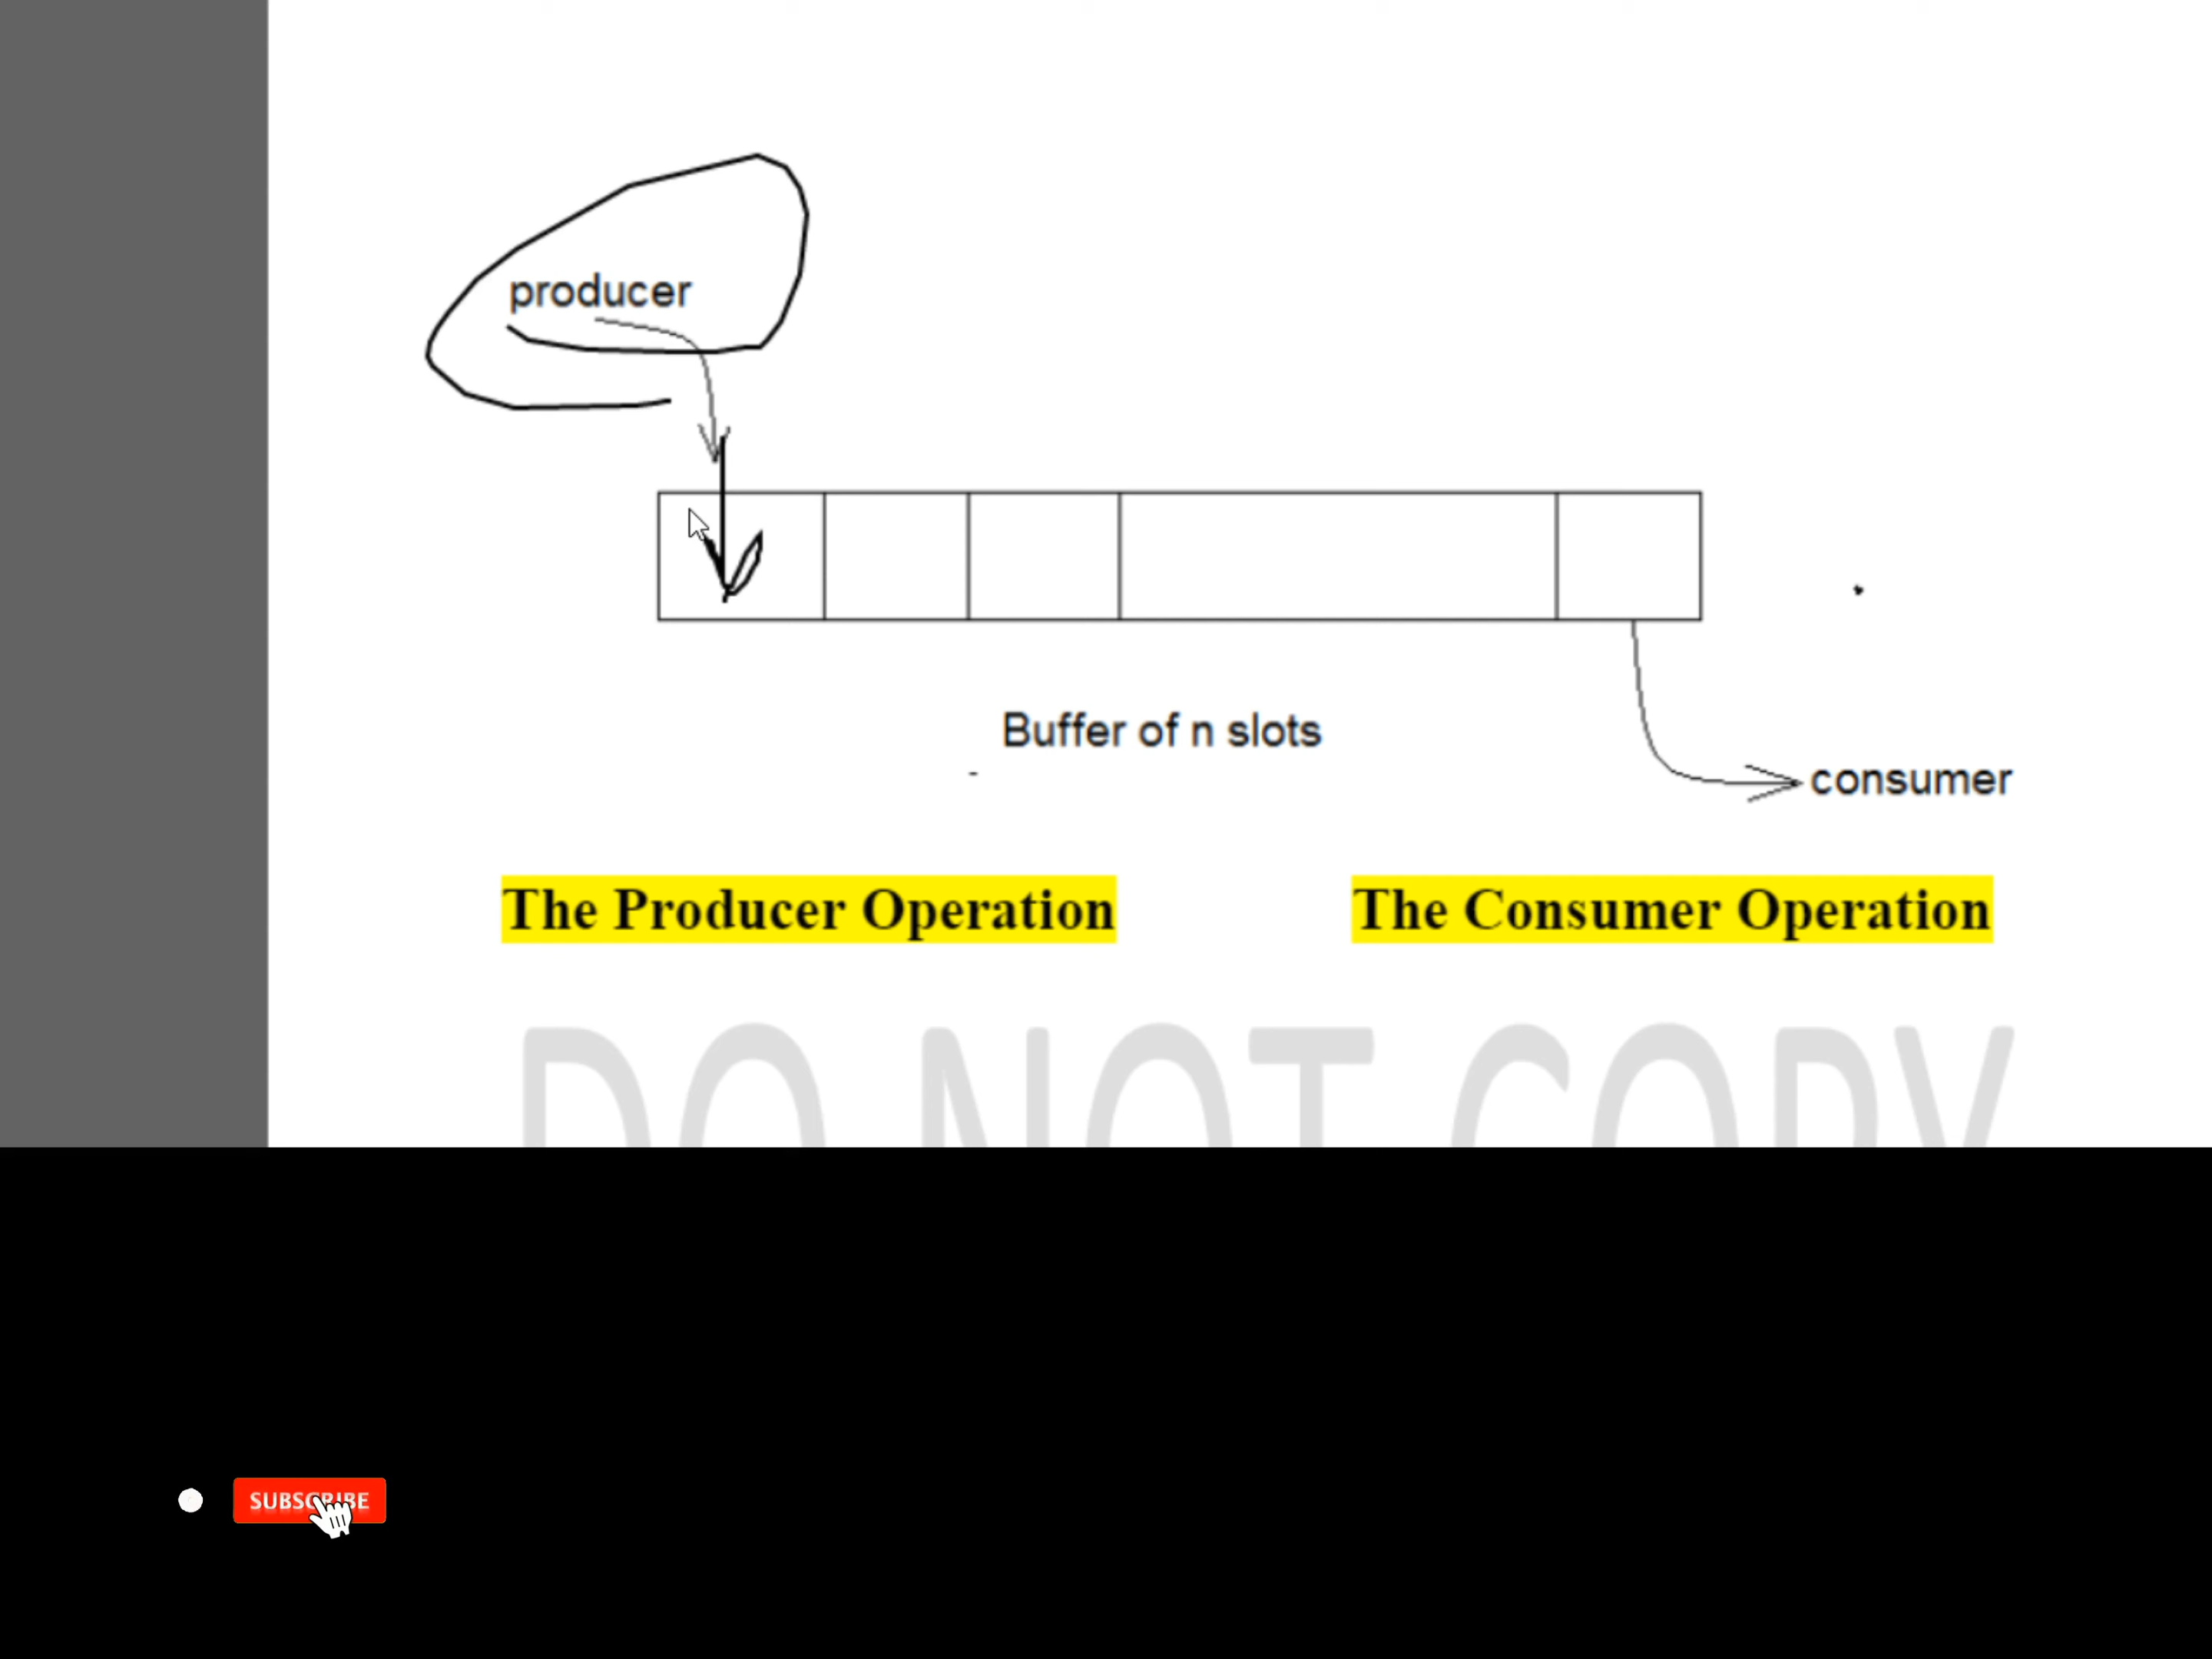 producer
Buffer of n slots
consumer
The Producer Operation
The Consumer Operation
DO NOT COPY
SUBSCRIBE